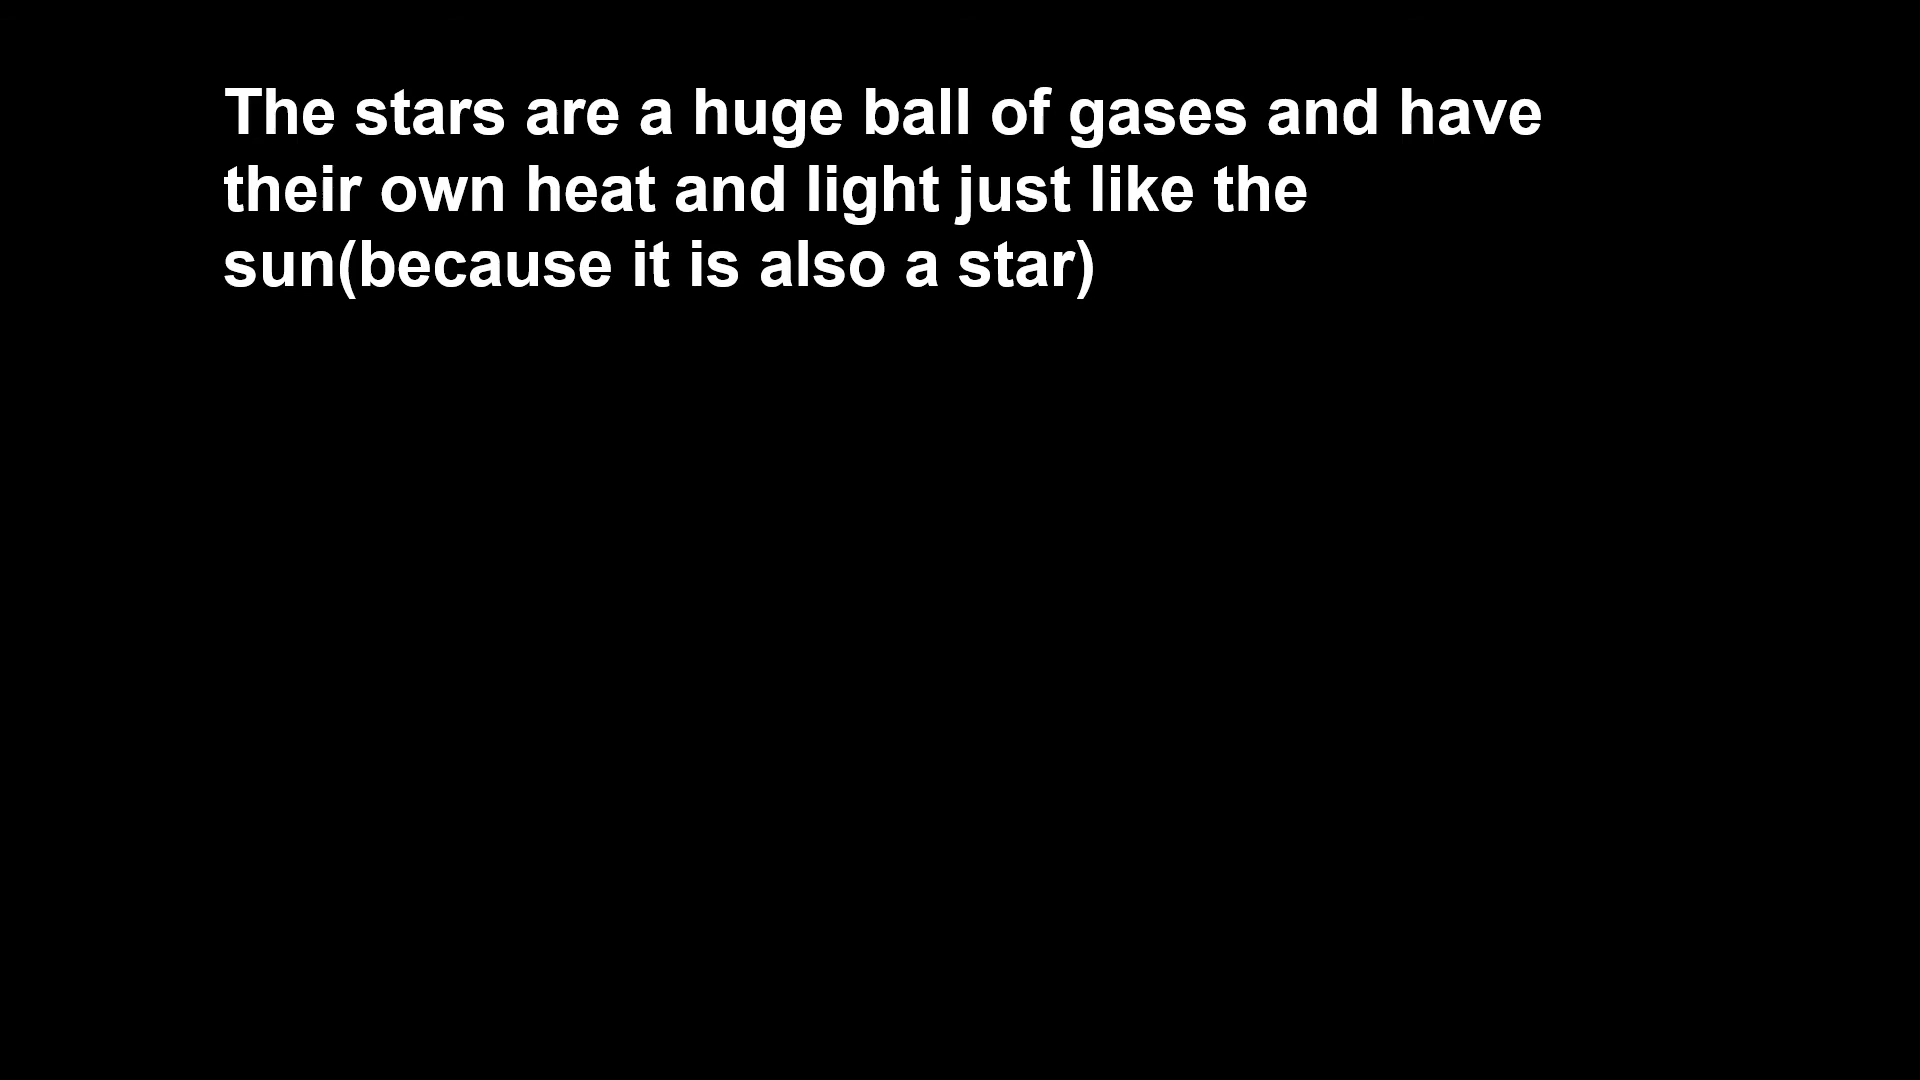 The stars are a huge ball of gases and have
their own heat and light just like the
sun(because it is also a star)